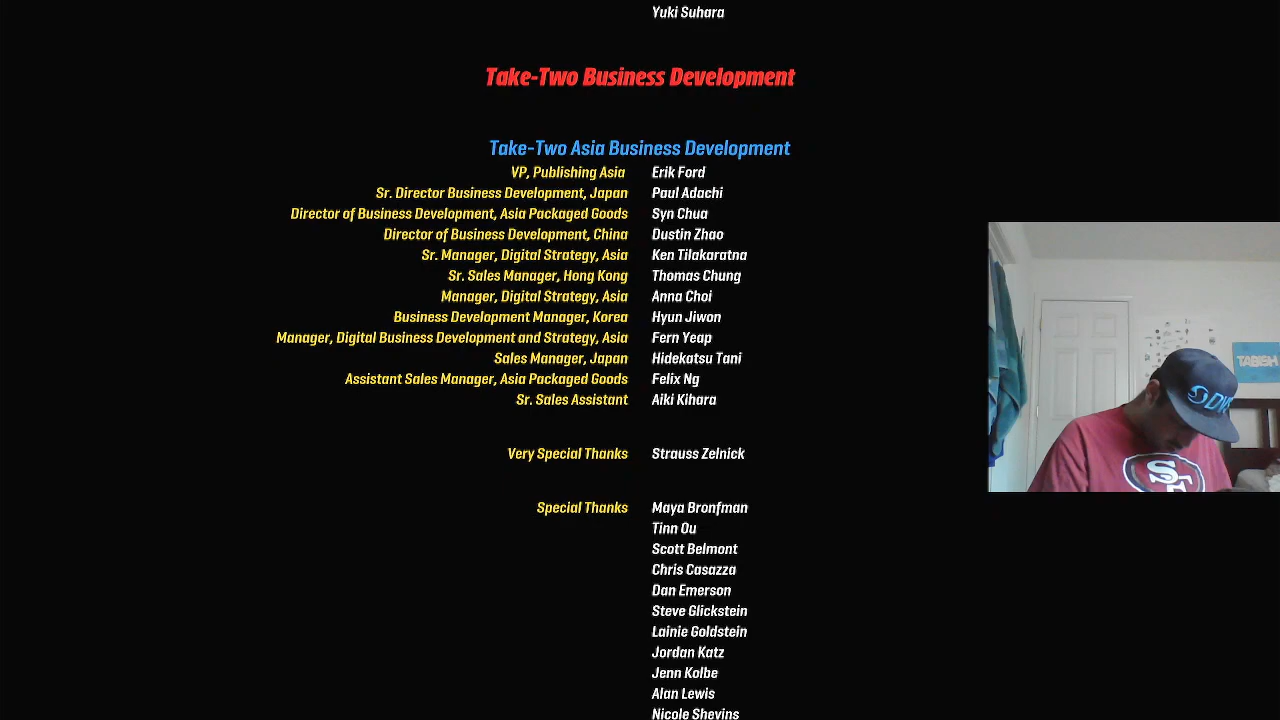 Yuki Suhara
Take-Two Business Development
Take-Two Asia Business Development
VP, Publishing Asia Erik Ford
Sr. Director Business Development, Japan Paul Adachi
Director of Business Development, Asia Packaged Goods Syn Chua
Director of Business Development, China Dustin Zhao
Sr. Manager, Digital Strategy, Asia Ken Tilakaratna
Sr. Sales Manager, Hong Kong Thomas Chung
Manager, Digital Strategy, Asia Anna Choi
Business Development Manager, Korea Hyun Jiwon
Manager, Digital Business Development and Strategy, Asia Fern Yeap
Sales Manager, Japan Hidekatsu Tani
Assistant Sales Manager, Asia Packaged Goods Felix Ng
Sr. Sales Assistant Aiki Kihara
Very Special Thanks Strauss Zelnick
Special Thanks Maya Bronfman
Tinn Ou
Scott Belmont
Chris Casazza
Dan Emerson
Steve Glickstein
Lainie Goldstein
Jordan Katz
Jenn Kolbe
Alan Lewis
Nicole Shevins
TABISH
SF